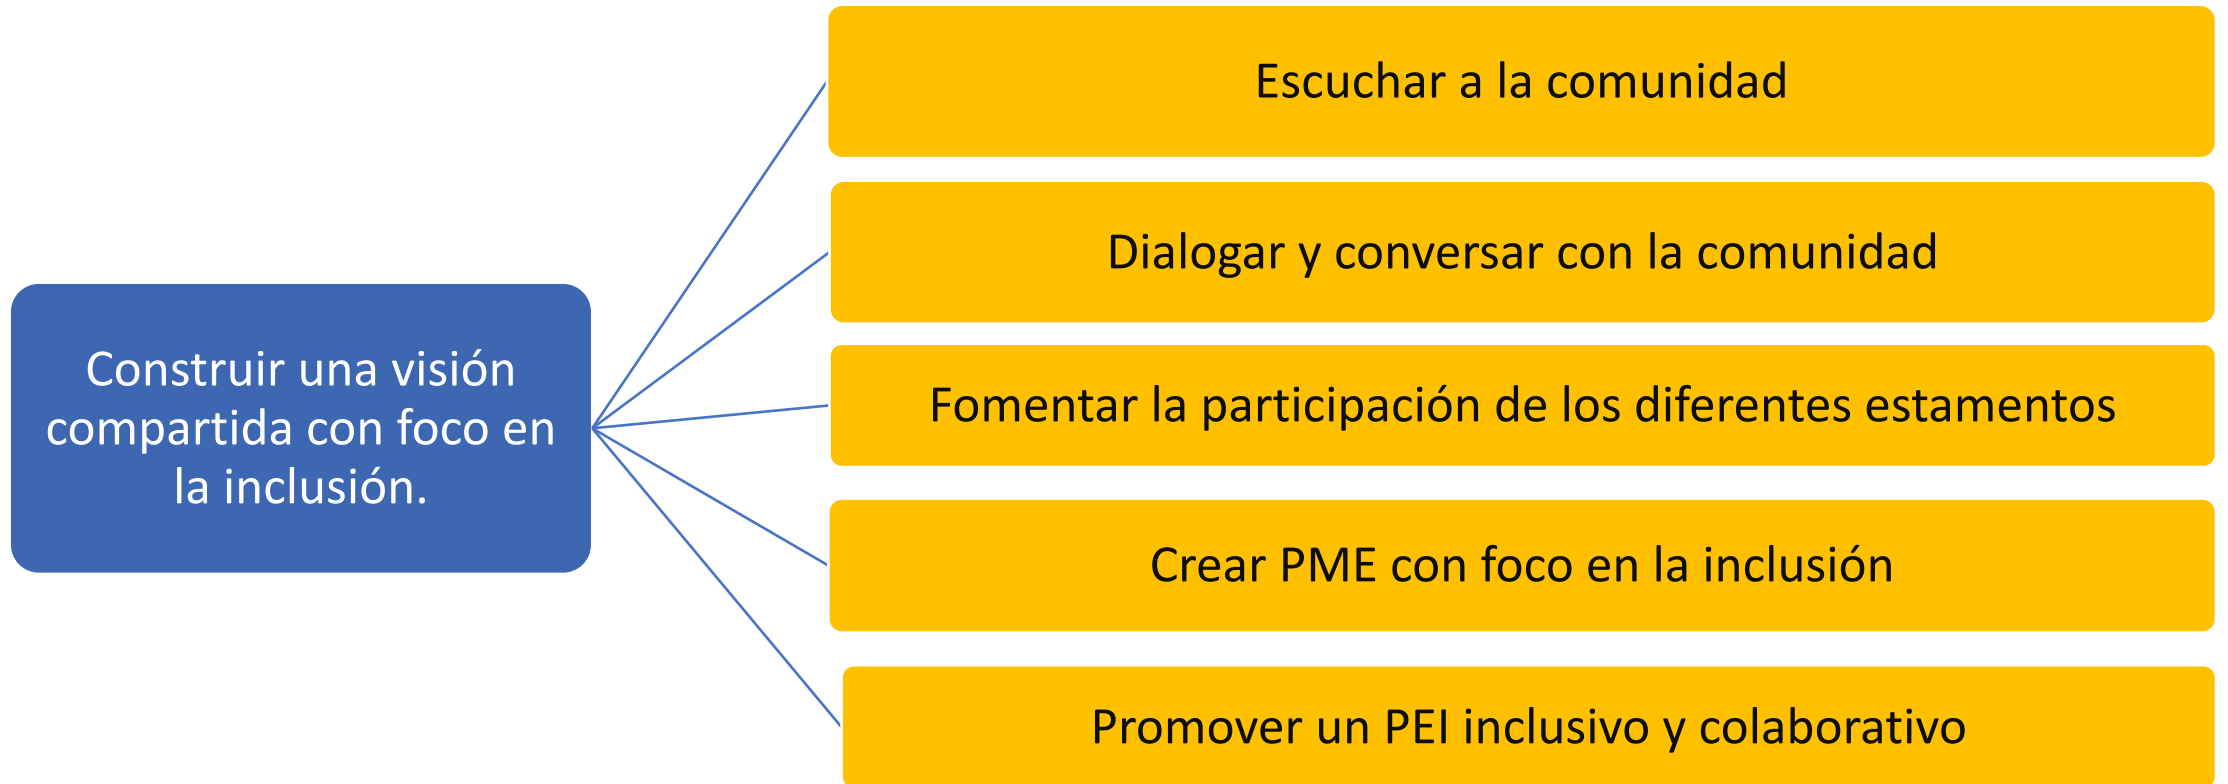 Construir una visión
compartida con foco en
la inclusión.
Escuchar a la comunidad
Dialogar y conversar con la comunidad
Fomentar la participación de los diferentes estamentos
Crear PME con foco en la inclusión
Promover un PEI inclusivo y colaborativo